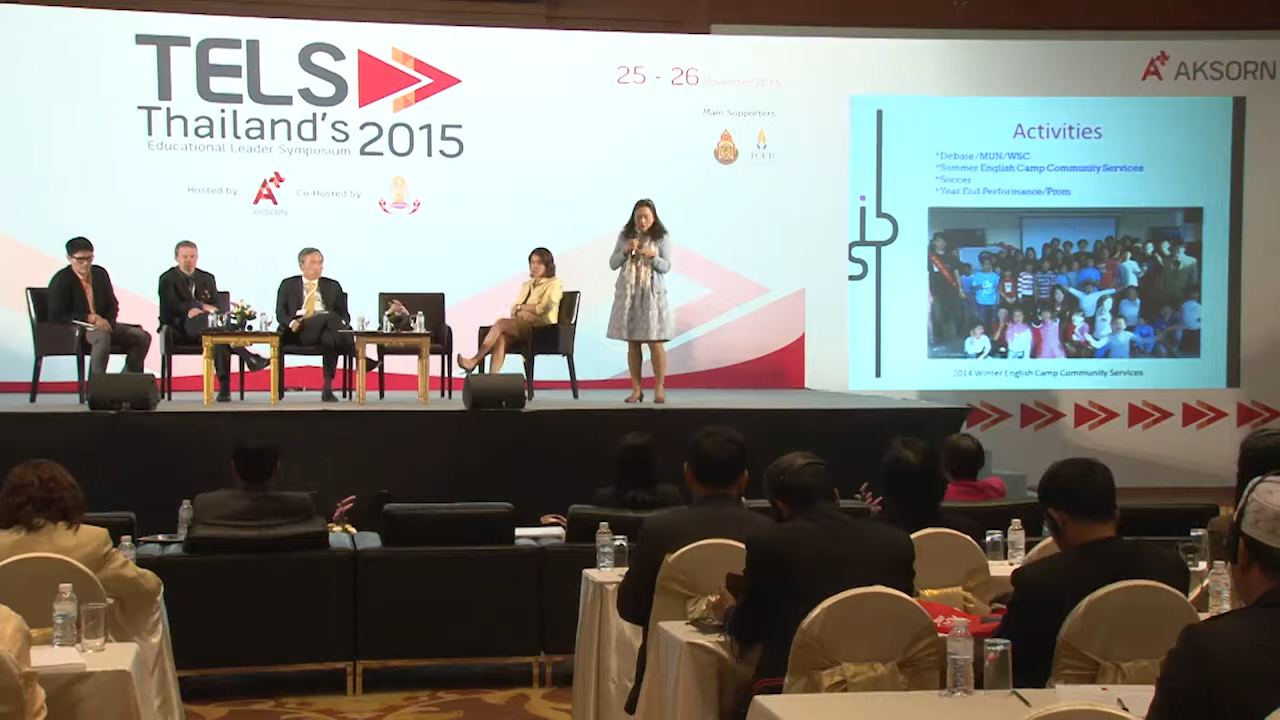 TELS
Thailand's 2015
Educational Leader Symposium
Hosted by
AKSORN
Co-Hosted by
25 - 26 November 2015
Main Supporters
AKSORN
Activities
*Debate/MUN/WSC
*Summer English Camp Community Services
*Soccer
*Year End Performance/Prom
2014 Winter English Camp Community Services